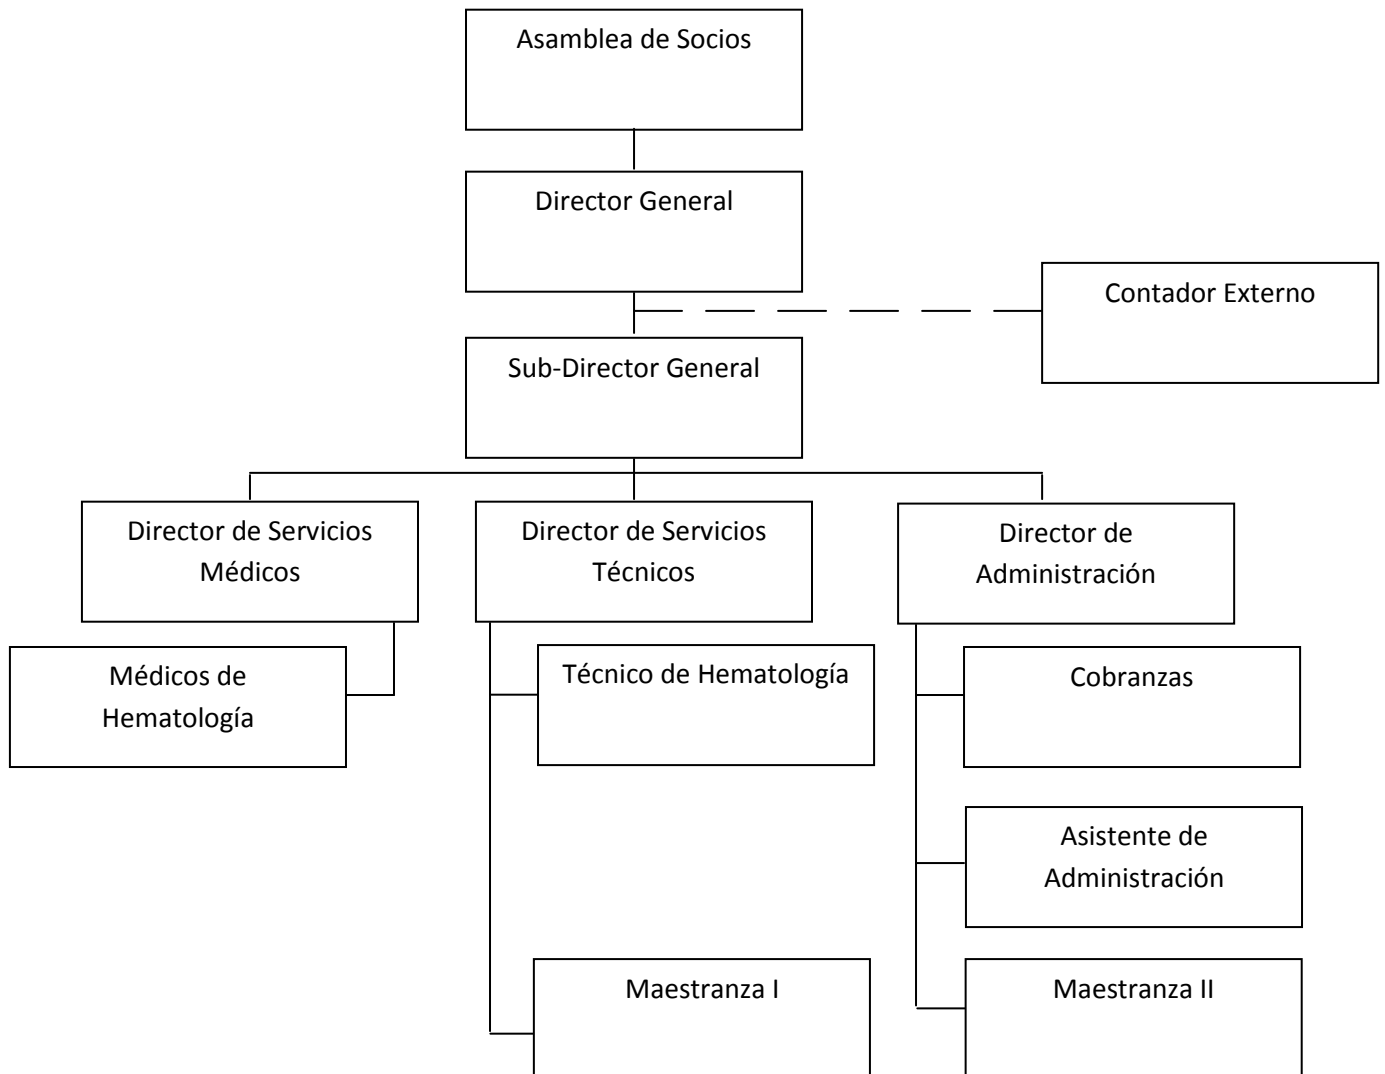 Asamblea de Socios
Director General
Contador Externo
Sub-Director General
Director de Servicios
Médicos
Director de Servicios
Técnicos
Director de
Administración
Médicos de
Hematología
Técnico de Hematología
Cobranzas
Asistente de
Administración
Maestranza I
Maestranza II